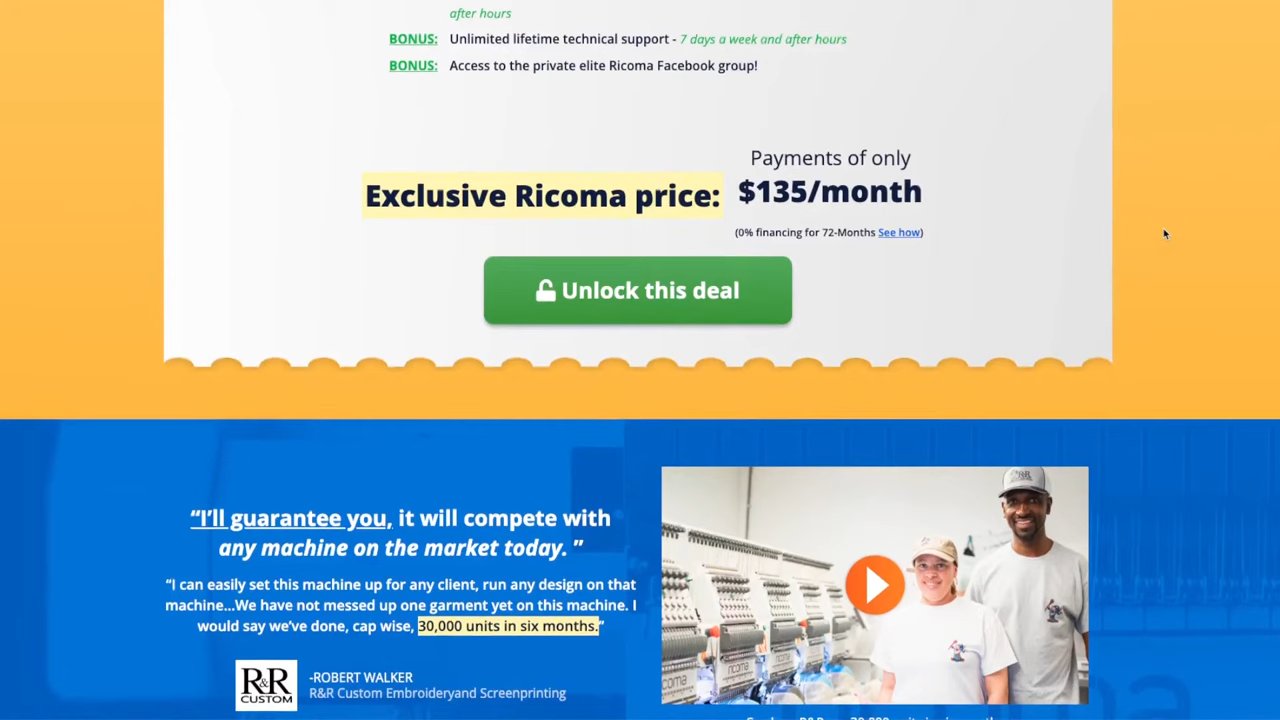 after hours
BONUS: Unlimited lifetime technical support - 7 days a week and after hours
BONUS: Access to the private elite Ricoma Facebook group!
Payments of only
Exclusive Ricoma price: $135/month
(0% financing for 72-Months See how)
Unlock this deal
“I’ll guarantee you, it will compete with
any machine on the market today. ”
“I can easily set this machine up for any client, run any design on that
machine...We have not messed up one garment yet on this machine. I
would say we’ve done, cap wise, 30,000 units in six months.”
R&R
CUSTOM
-ROBERT WALKER
R&R Custom Embroideryand Screenprinting
ricoma